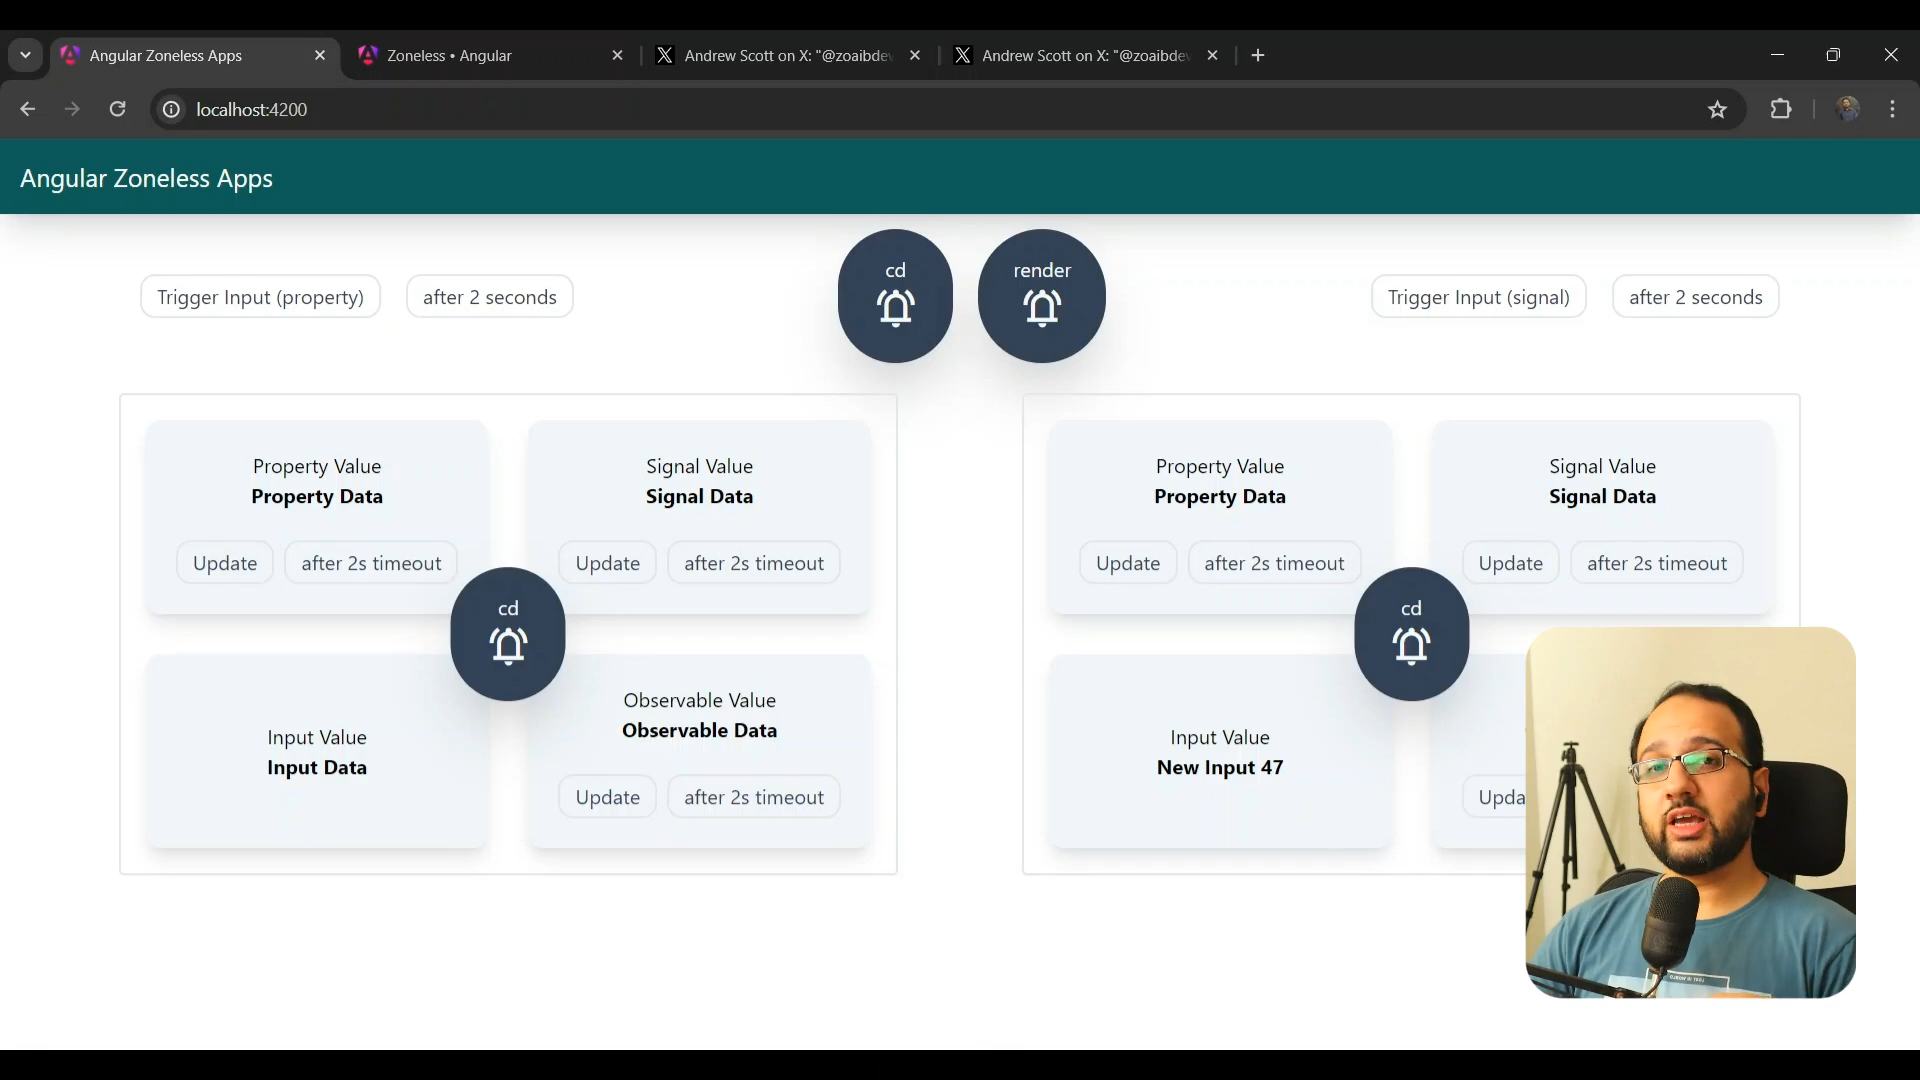 Angular Zoneless Apps
Zoneless • Angular
Andrew Scott on X: "@zoaibdev
Andrew Scott on X: "@zoaibdev
localhost:4200
Angular Zoneless Apps
Trigger Input (property)
after 2 seconds
cd
render
Trigger Input (signal)
after 2 seconds
Property Value
Property Data
Update
after 2s timeout
Signal Value
Signal Data
Update
after 2s timeout
cd
Input Value
Input Data
Observable Value
Observable Data
Update
after 2s timeout
Property Value
Property Data
Update
after 2s timeout
Signal Value
Signal Data
Update
after 2s timeout
cd
Input Value
New Input 47
Upda